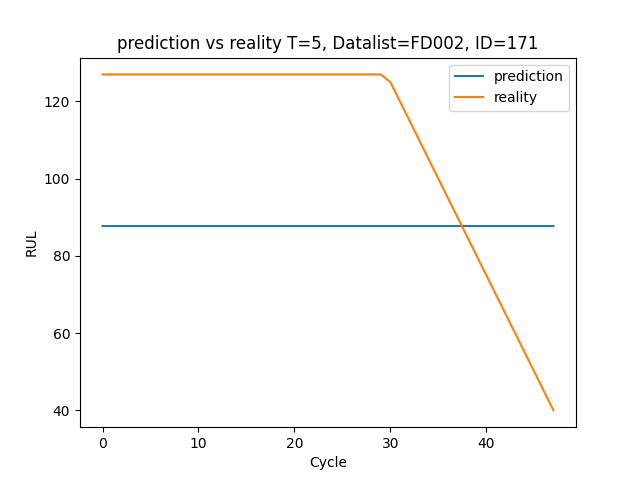 prediction vs reality T=5, Datalist=FD002, ID=171
prediction
reality
RUL
120
100
80
60
40
0 10 20 30 40
Cycle